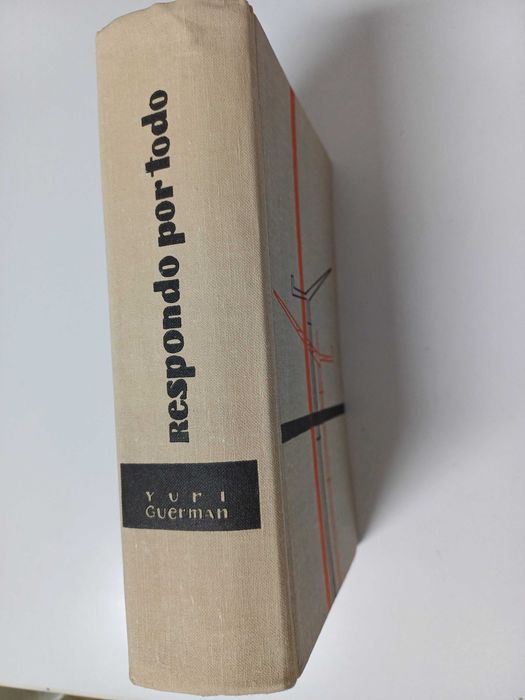 Respondo por todo
Yuri
Guerman